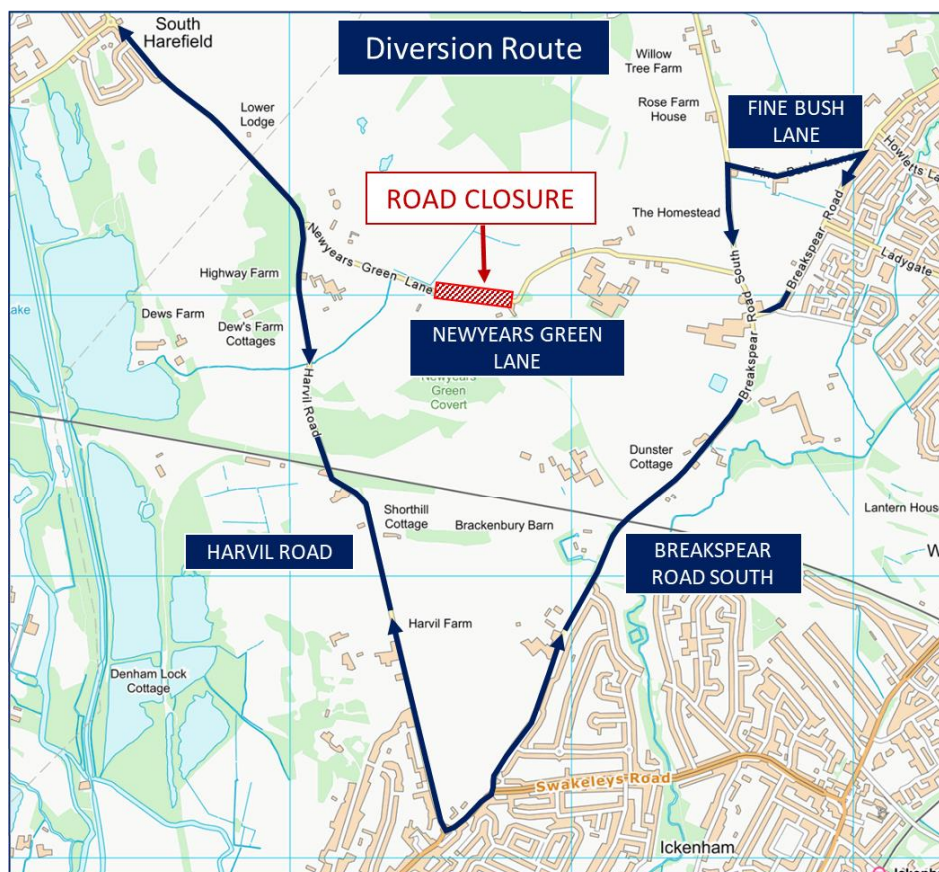 South
Harefield
Diversion Route
Willow
Tree Farm
Rose Farm
House
FINE BUSH
LANE
Lower
Lodge
Howletts La
ROAD CLOSURE
The Homestead
Newyears Green Lane
Breakspear Road
Ladygate
Highway Farm
Breakspear Road South
Dews Farm
Dew's Farm
Cottages
NEWYEARS GREEN
LANE
Newyears
Green
Covert
Harvil Road
Dunster
Cottage
Shorthill
Cottage
Brackenbury Barn
Lantern House
HARVIL ROAD
BREAKSPEAR
ROAD SOUTH
W
Harvil Farm
Denham Lock
Cottage
Swakeleys Road
Ickenham